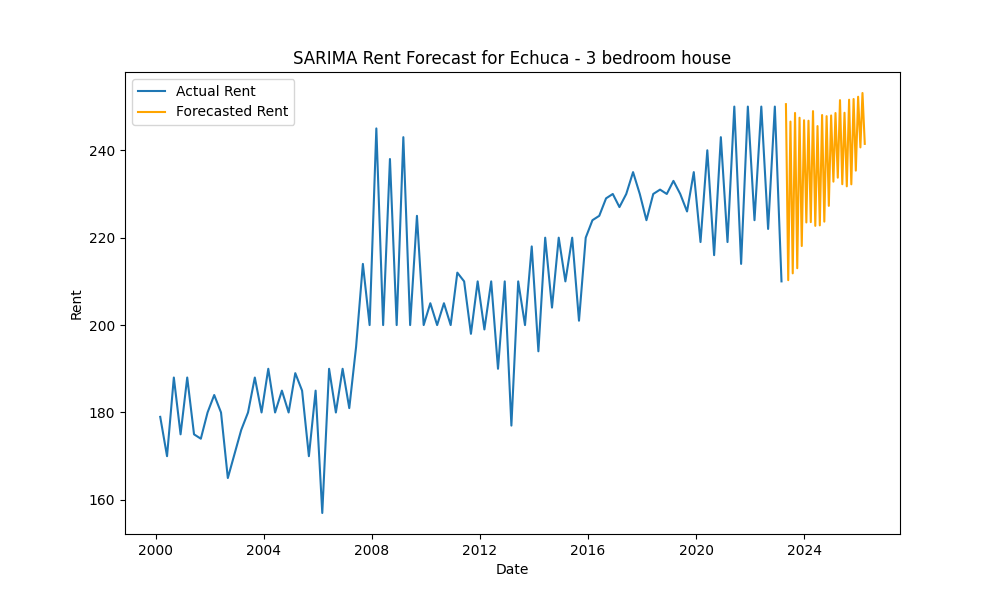 SARIMA Rent Forecast for Echuca - 3 bedroom house
Actual Rent
Forecasted Rent
240
220
200
180
160
Rent
2000 2004 2008 2012 2016 2020 2024
Date